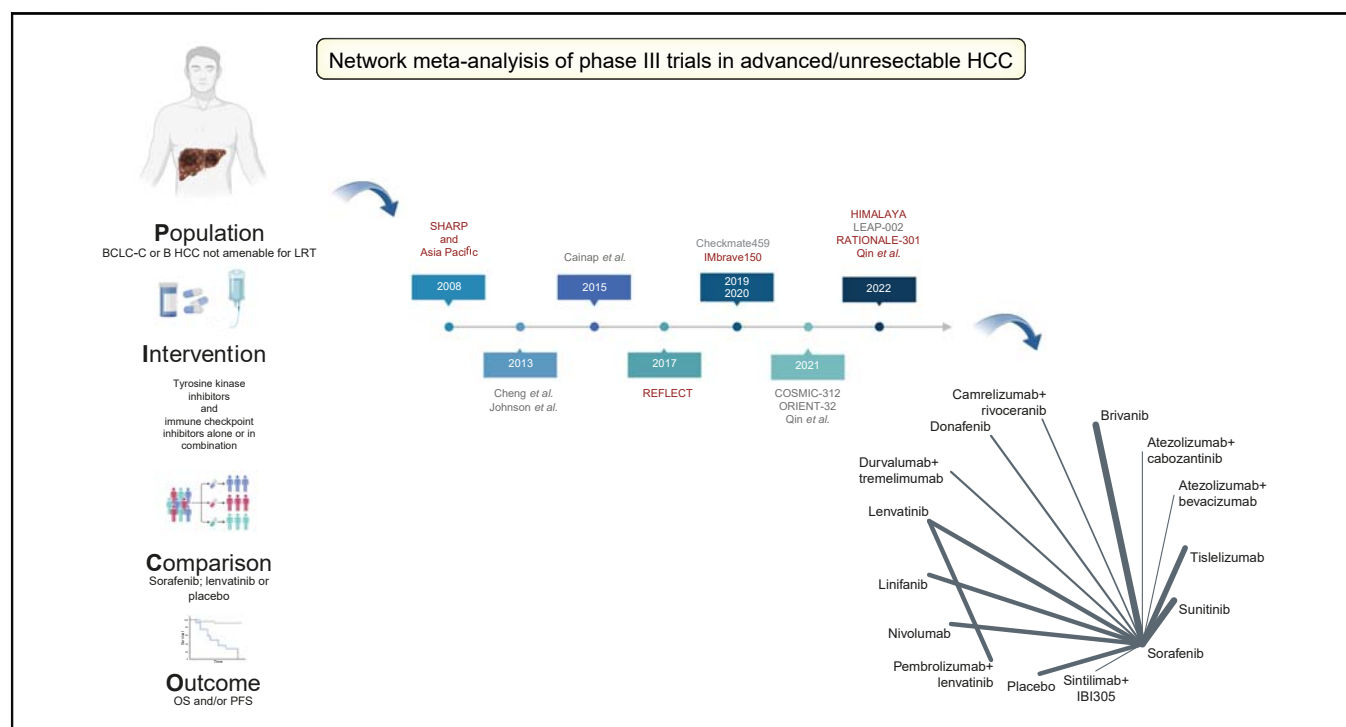 Network meta-analyisis of phase III trials in advanced/unresectable HCC
Population
BCLC-C or B HCC not amenable for LRT
Intervention
Tyrosine kinase
inhibitors
and
immune checkpoint
inhibitors alone or in
combination
Comparison
Sorafenib; lenvatinib or
placebo
Outcome
OS and/or PFS
SHARP
and
Asia Pacific
2008
Cainap et al.
2015
Checkmate459
IMbrave150
2019
2020
HIMALAYA
LEAP-002
RATIONALE-301
Qin et al.
2022
2013
Cheng et al.
Johnson et al.
2017
REFLECT
2021
COSMIC-312
ORIENT-32
Qin et al.
Camrelizumab+
rivoceranib
Brivanib
Donafenib
Atezolizumab+
cabozantinib
Durvalumab+
tremelimumab
Atezolizumab+
bevacizumab
Lenvatinib
Tislelizumab
Linifanib
Sunitinib
Nivolumab
Sorafenib
Pembrolizumab+
lenvatinib
Placebo
Sintilimab+
IBI305